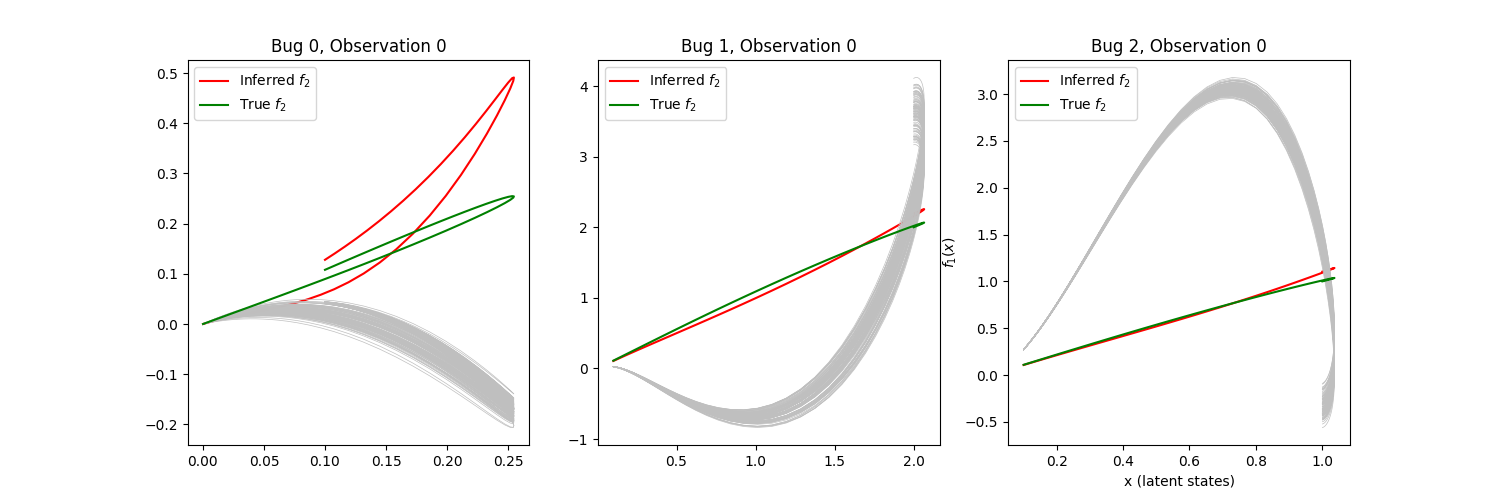 Bug 0, Observation 0
Inferred f₂
True f₂
0.5
0.4
0.3
0.2
0.1
0.0
−0.1
−0.2
0.00 0.05 0.10 0.15 0.20 0.25
Bug 1, Observation 0
Inferred f₂
True f₂
4
3
2
1
0
−1
0.5 1.0 1.5 2.0
Bug 2, Observation 0
Inferred f₂
True f₂
f₁(x)
3.0
2.5
2.0
1.5
1.0
0.5
0.0
−0.5
0.2 0.4 0.6 0.8 1.0
x (latent states)